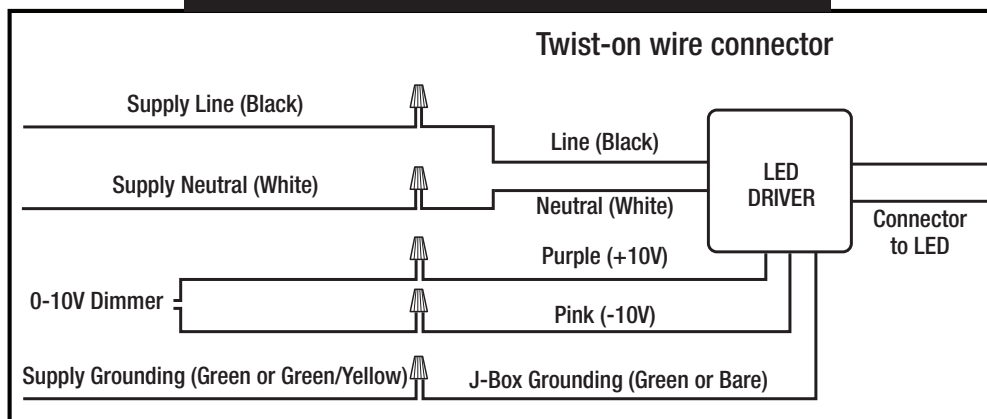 Twist-on wire connector
Supply Line (Black)
Line (Black)
Supply Neutral (White)
Neutral (White)
LED
DRIVER
Connector
to LED
Purple (+10V)
0-10V Dimmer
Pink (-10V)
Supply Grounding (Green or Green/Yellow)
J-Box Grounding (Green or Bare)